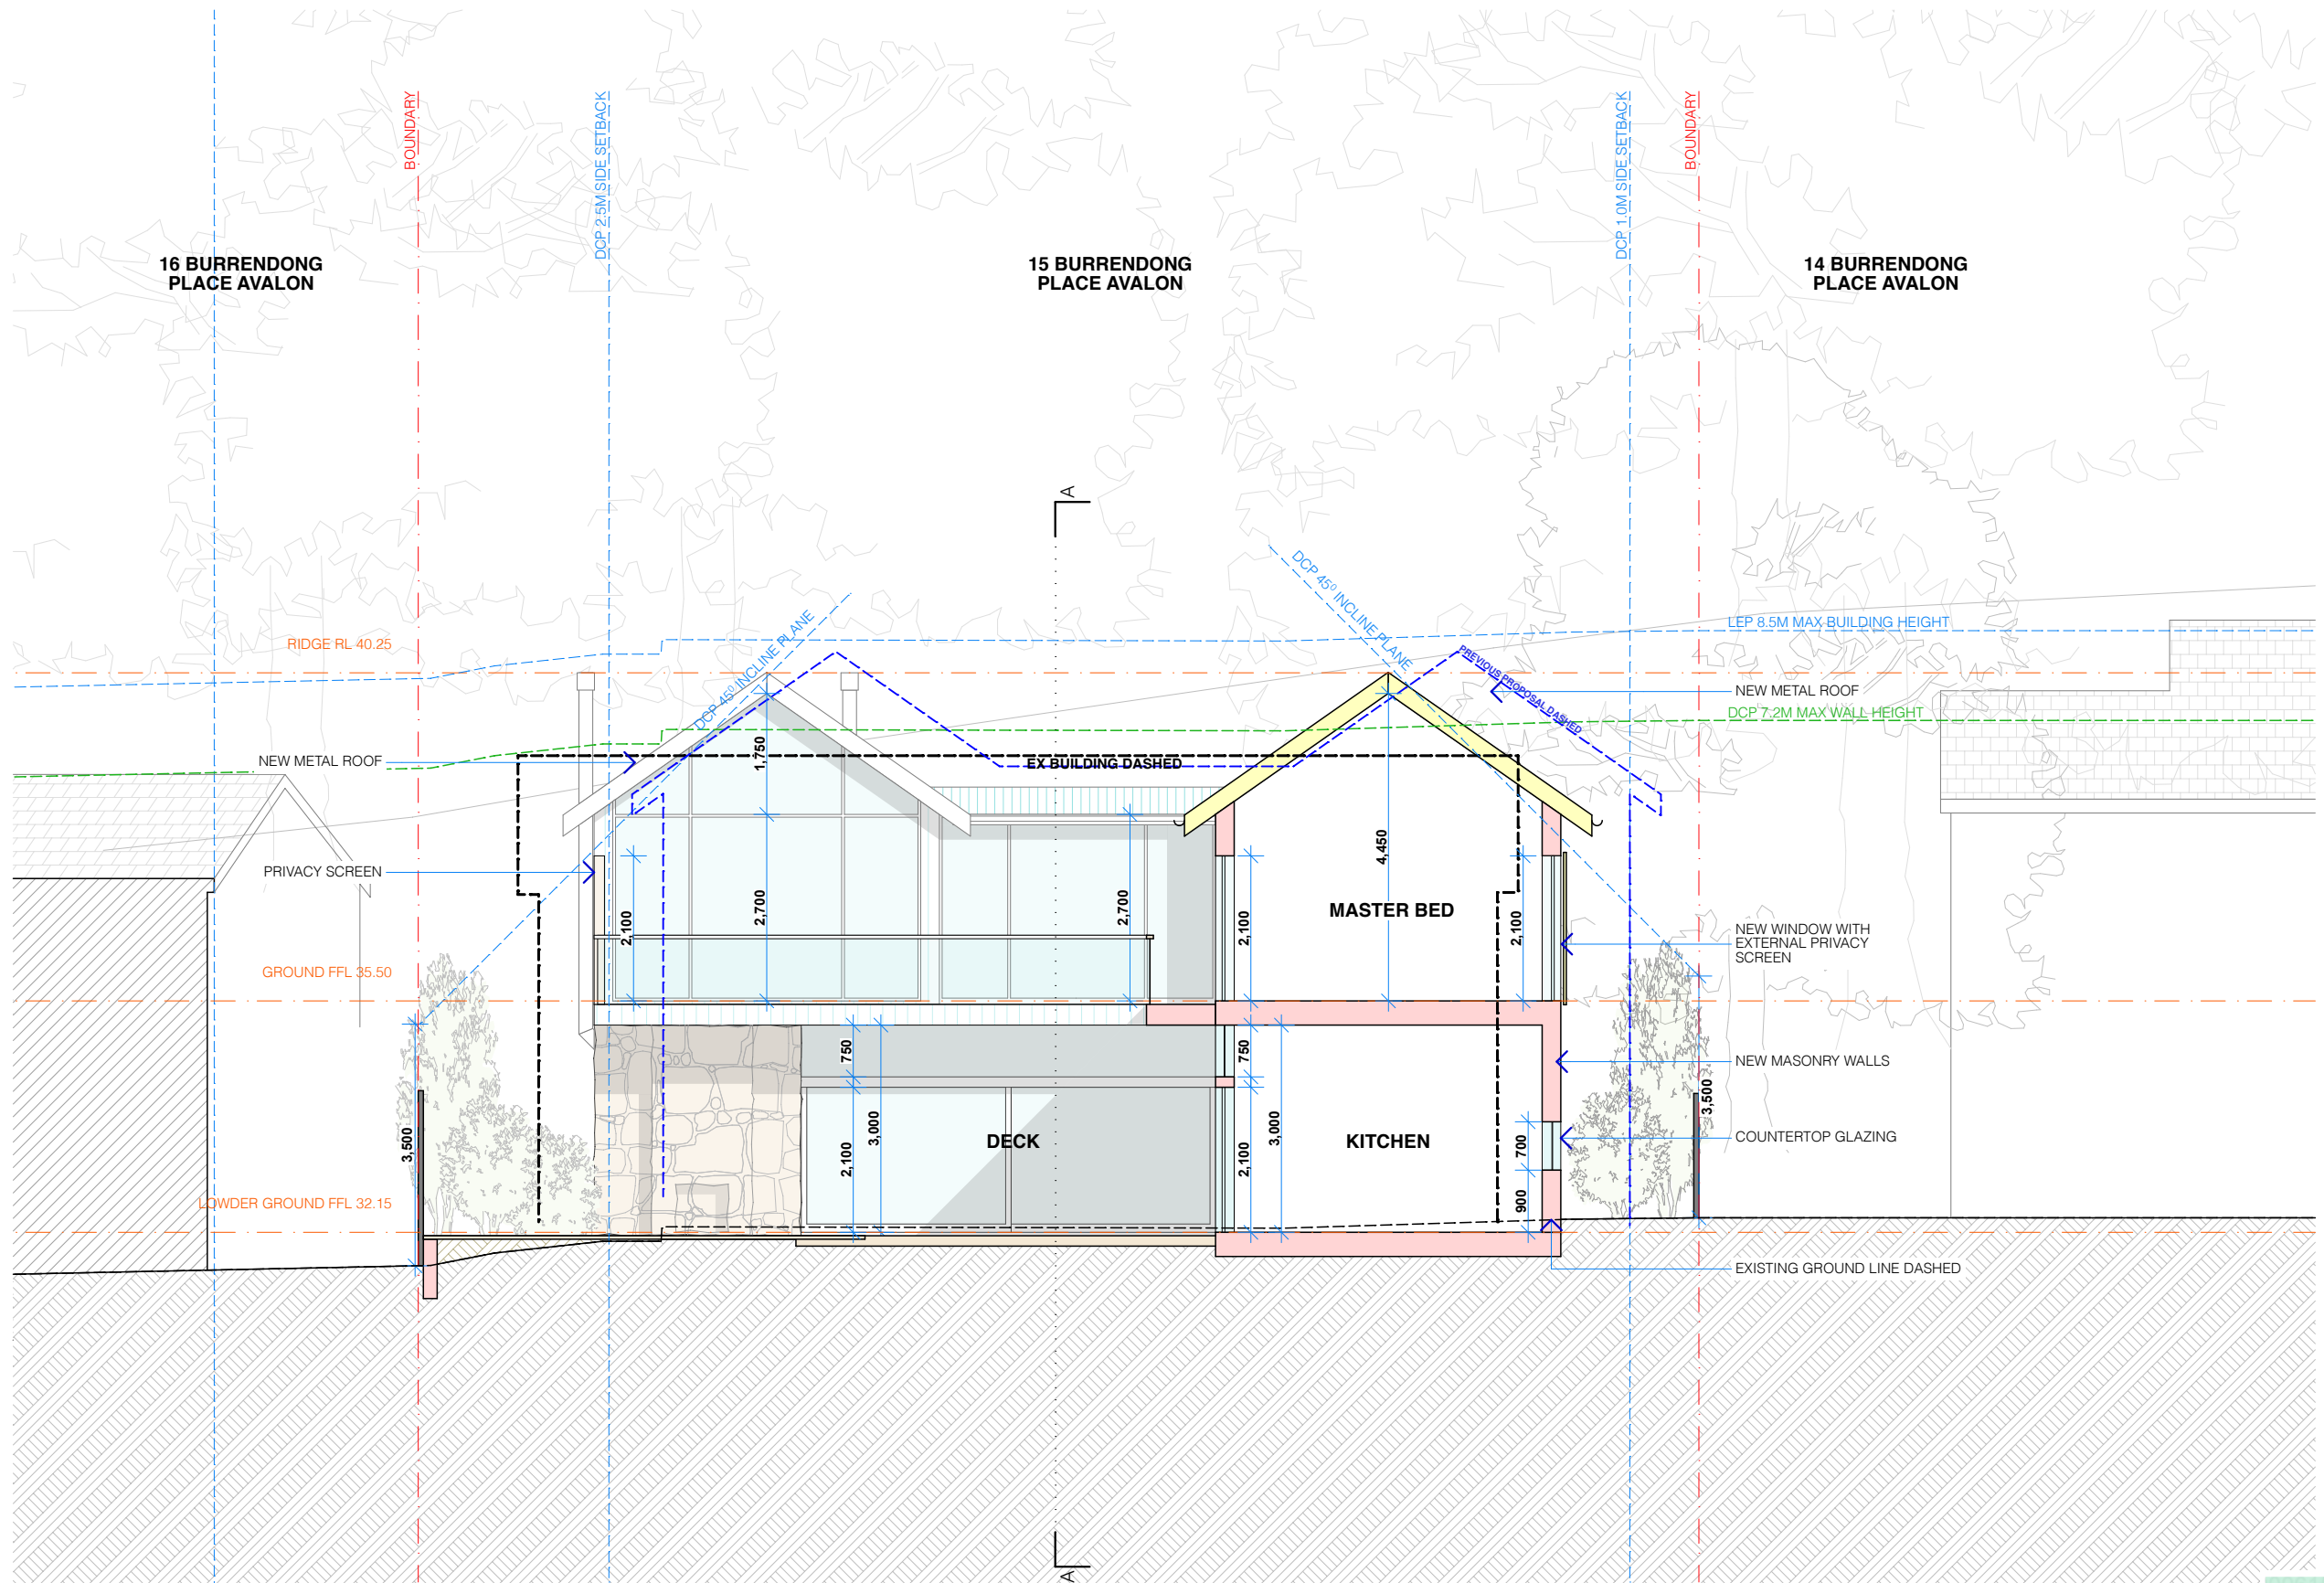 BOUNDARY
DCP 2.5M SIDE SETBACK
DCP 1.0M SIDE SETBACK
BOUNDARY
16 BURRENDONG
PLACE AVALON
15 BURRENDONG
PLACE AVALON
14 BURRENDONG
PLACE AVALON
A
DCP 45⁰ INCLINE PLANE
DCP 45⁰ INCLINE PLANE
LEP 8.5M MAX BUILDING HEIGHT
RIDGE RL 40.25
PREVIOUS PROPOSAL DASHED
NEW METAL ROOF
DCP 7.2M MAX WALL HEIGHT
NEW METAL ROOF
1,750
EX BUILDING DASHED
4,450
PRIVACY SCREEN
2,100
2,700
2,700
2,100
MASTER BED
2,100
NEW WINDOW WITH
EXTERNAL PRIVACY
SCREEN
GROUND FFL 35.50
750
750
NEW MASONRY WALLS
3,500
3,500
2,100
3,000
DECK
2,100
3,000
KITCHEN
700
COUNTERTOP GLAZING
900
LOWDER GROUND FFL 32.15
EXISTING GROUND LINE DASHED
A